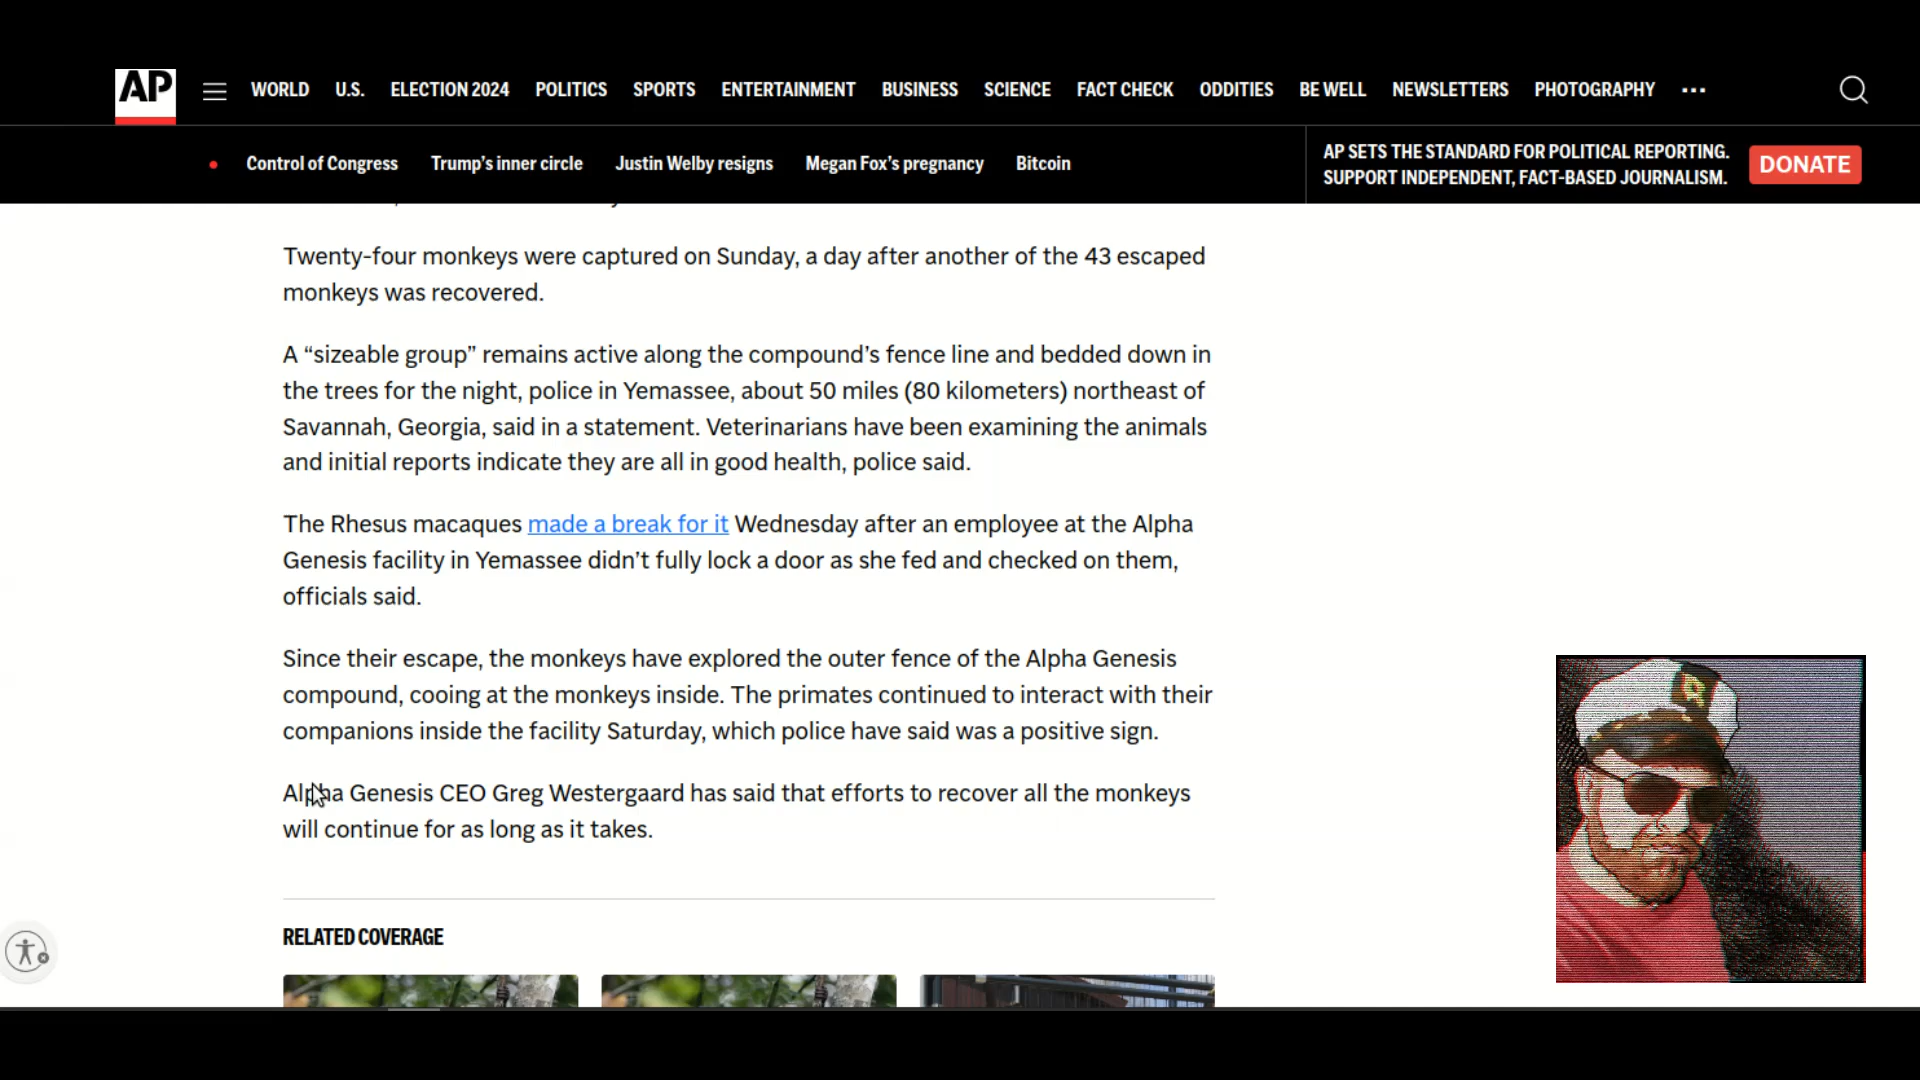 AP
WORLD U.S. ELECTION 2024 POLITICS SPORTS ENTERTAINMENT BUSINESS SCIENCE FACT CHECK ODDITIES BE WELL NEWSLETTERS PHOTOGRAPHY ...
Control of Congress Trump’s inner circle Justin Welby resigns Megan Fox’s pregnancy Bitcoin
AP SETS THE STANDARD FOR POLITICAL REPORTING.
SUPPORT INDEPENDENT, FACT-BASED JOURNALISM.
DONATE
Twenty-four monkeys were captured on Sunday, a day after another of the 43 escaped
monkeys was recovered.
A “sizeable group” remains active along the compound’s fence line and bedded down in
the trees for the night, police in Yemassee, about 50 miles (80 kilometers) northeast of
Savannah, Georgia, said in a statement. Veterinarians have been examining the animals
and initial reports indicate they are all in good health, police said.
The Rhesus macaques made a break for it Wednesday after an employee at the Alpha
Genesis facility in Yemassee didn’t fully lock a door as she fed and checked on them,
officials said.
Since their escape, the monkeys have explored the outer fence of the Alpha Genesis
compound, cooing at the monkeys inside. The primates continued to interact with their
companions inside the facility Saturday, which police have said was a positive sign.
Alpha Genesis CEO Greg Westergaard has said that efforts to recover all the monkeys
will continue for as long as it takes.
RELATED COVERAGE